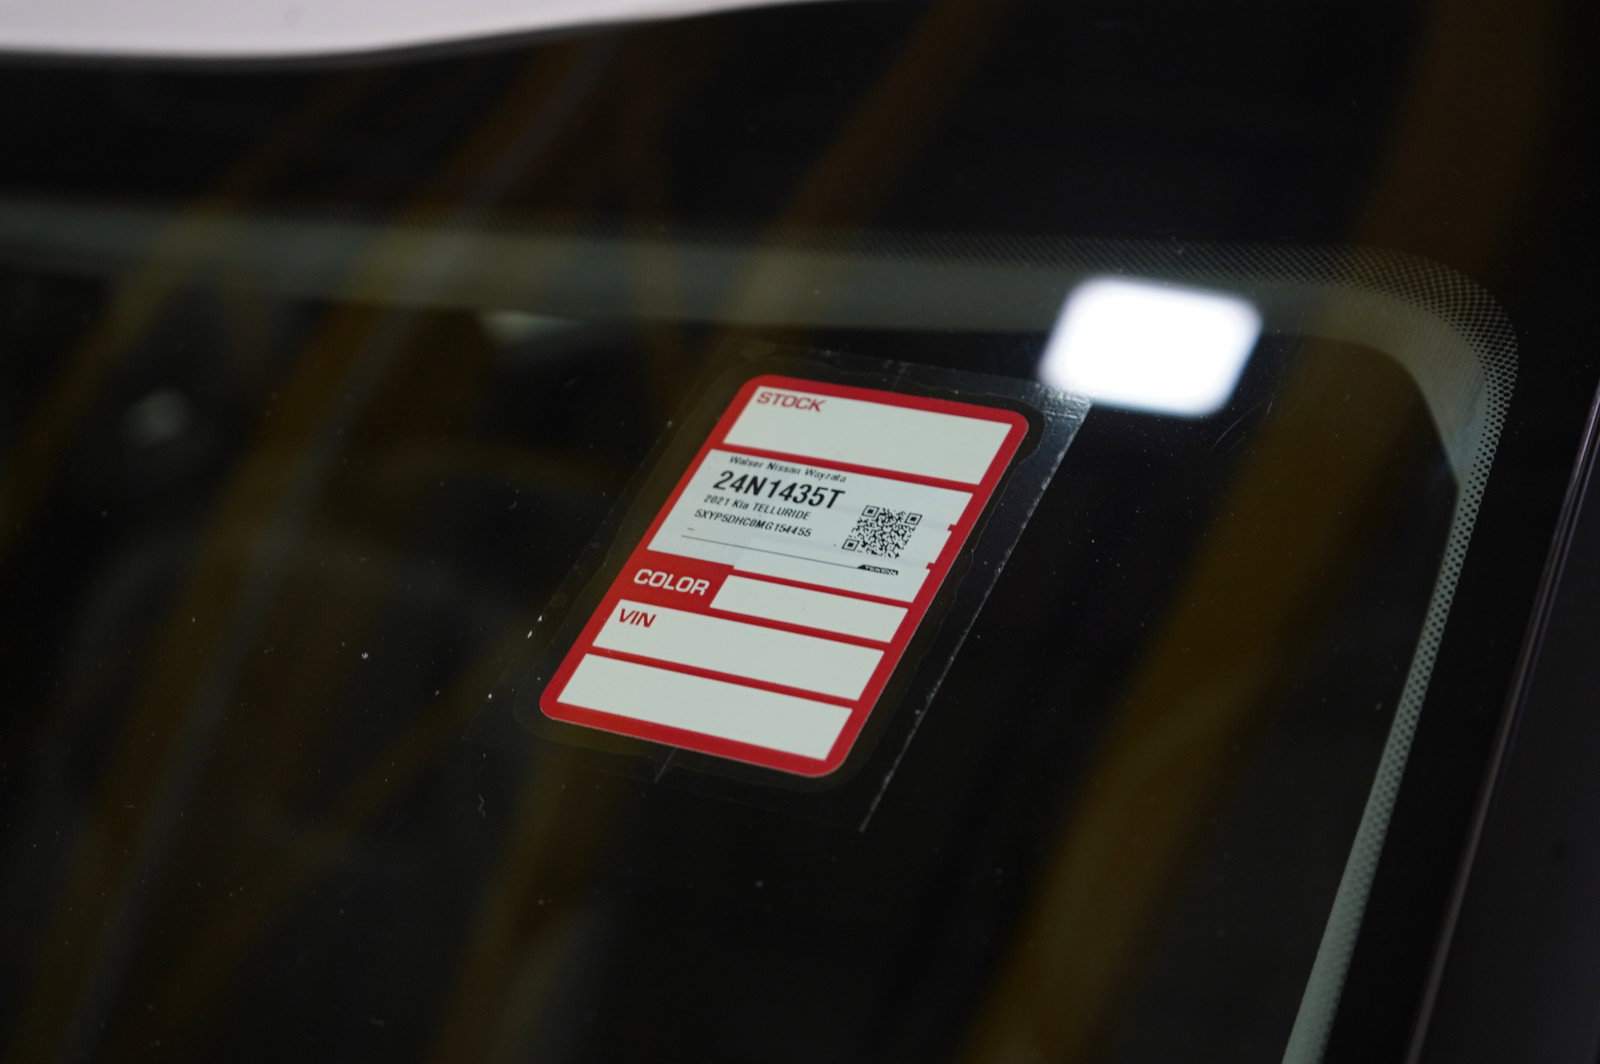 STOCK
Walser Nissan Wayzata
24N1435T
2021 Kia TELLURIDE
5XYP5DHC0MG154455
COLOR
VIN